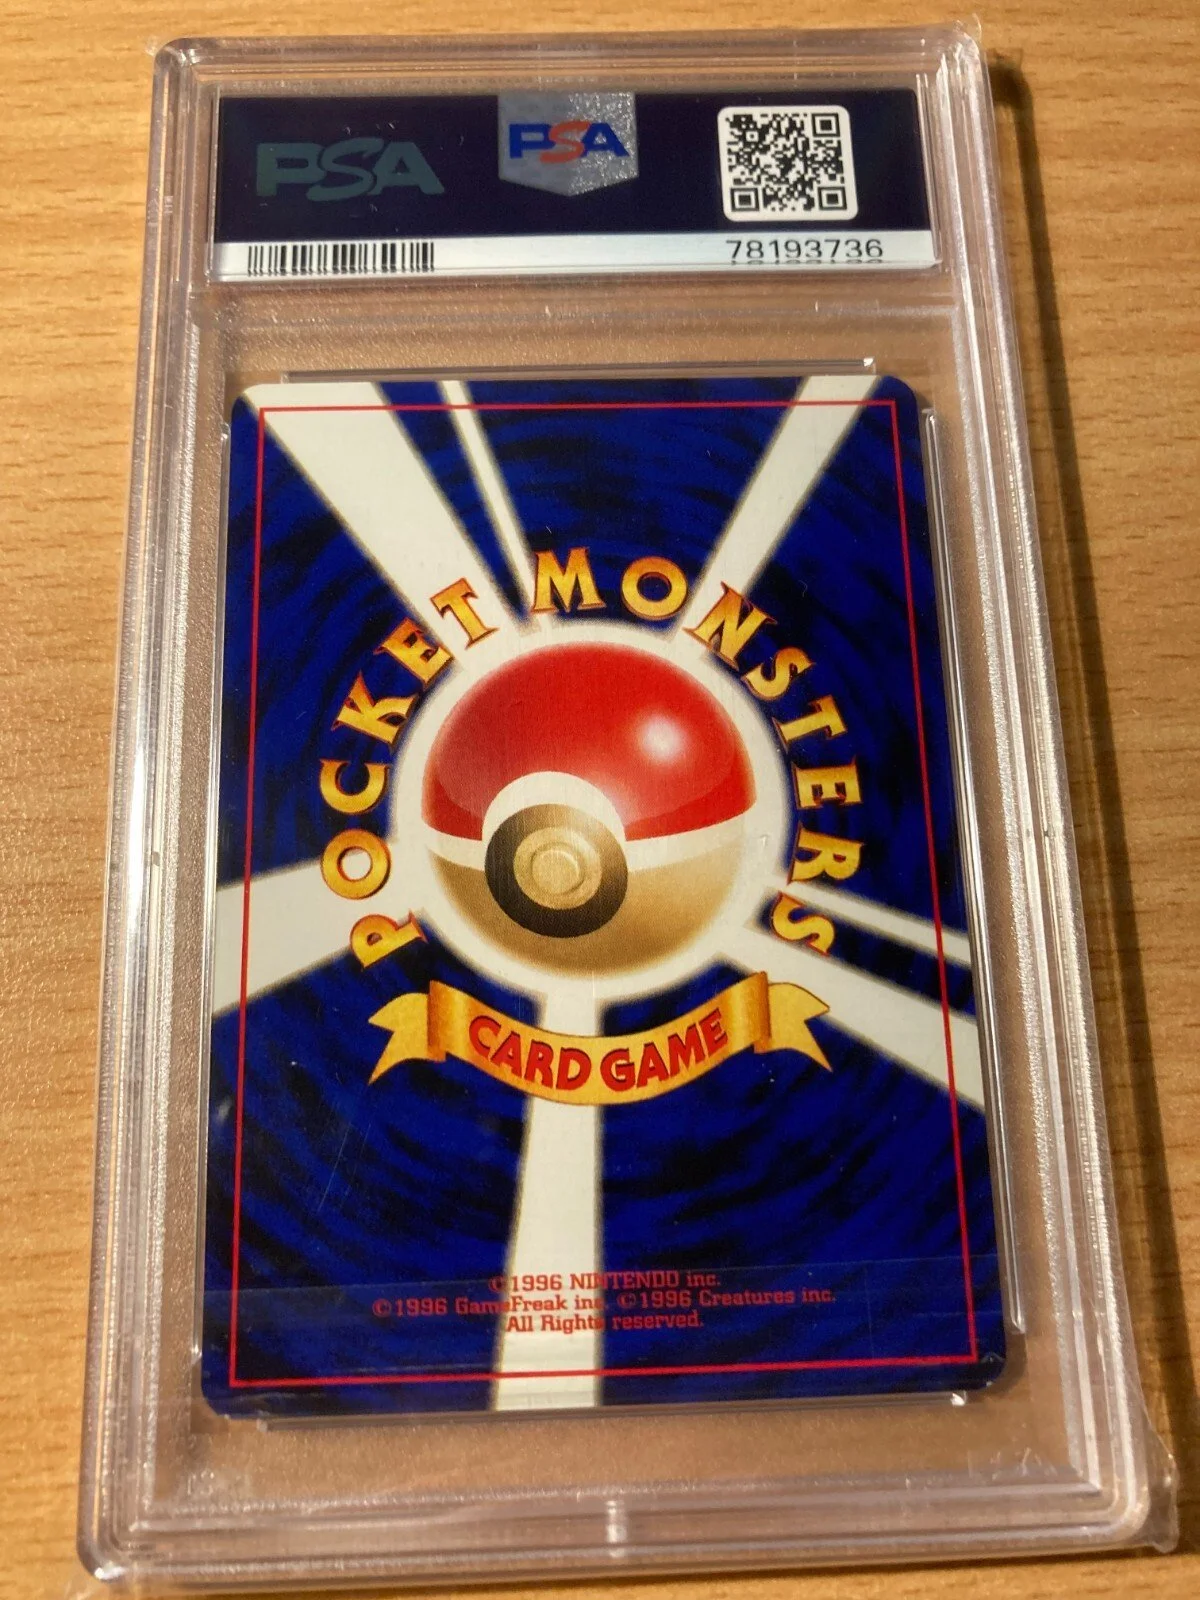 PSA PSA
78193736
POCKET MONSTERS
CARD GAME
©1996 NINTENDO inc.
©1996 GameFreak inc. ©1996 Creatures inc.
All Rights reserved.